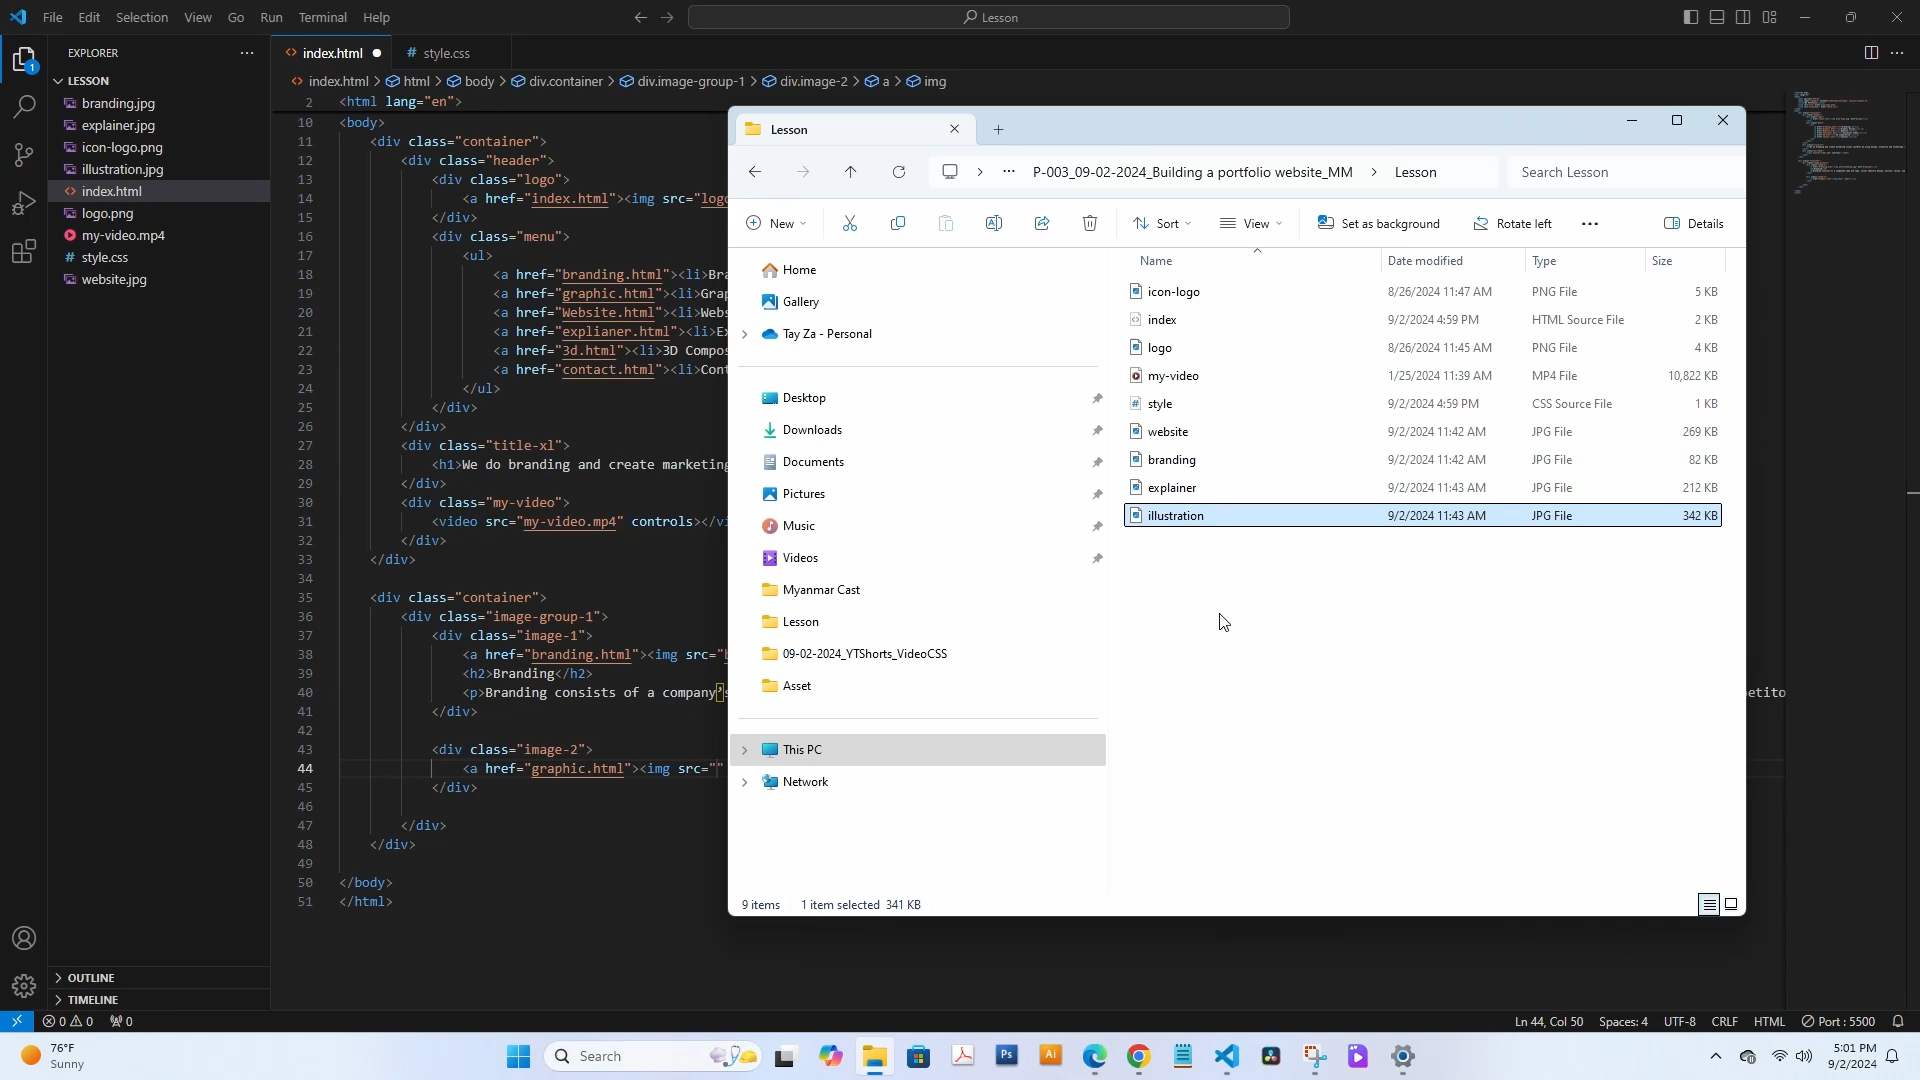 File Edit Selection View Go Run Terminal Help
Lesson
EXPLORER
LESSON
branding.jpg
explainer.jpg
icon-logo.png
illustration.jpg
index.html
logo.png
my-video.mp4
style.css
website.jpg
OUTLINE
TIMELINE
index.html
style.css
index.html > html > body > div.container > div.image-group-1 > div.image-2 > a > img
2 <html lang="en">
10 <body>
11 <div class="container">
12 <div class="header">
13 <div class="logo">
14 <a href="index.html"><img src="logo
15 </div>
16 <div class="menu">
17 <ul>
18 <a href="branding.html"><li>Bra
19 <a href="graphic.html"><li>Grap
20 <a href="Website.html"><li>Webs
21 <a href="explianer.html"><li>Ex
22 <a href="3d.html"><li>3D Compos
23 <a href="contact.html"><li>Cont
24 </ul>
25 </div>
26 </div>
27 <div class="title-xl">
28 <h1>We do branding and create marketing
29 </div>
30 <div class="my-video">
31 <video src="my-video.mp4" controls></vi
32 </div>
33 </div>
34
35 <div class="container">
36 <div class="image-group-1">
37 <div class="image-1">
38 <a href="branding.html"><img src="b
39 <h2>Branding</h2>
40 <p>Branding consists of a company’s
petito
41 </div>
42
43 <div class="image-2">
44 <a href="graphic.html"><img src=""
45 </div>
46
47 </div>
48 </div>
49
50 </body>
51 </html>
Lesson
P-003_09-02-2024_Building a portfolio website_MM > Lesson
Search Lesson
New Sort View Set as background Rotate left Details
Home
Gallery
Tay Za - Personal
Desktop
Downloads
Documents
Pictures
Music
Videos
Myanmar Cast
Lesson
09-02-2024_YTShorts_VideoCSS
Asset
This PC
Network
Name Date modified Type Size
icon-logo 8/26/2024 11:47 AM PNG File 5 KB
index 9/2/2024 4:59 PM HTML Source File 2 KB
logo 8/26/2024 11:45 AM PNG File 4 KB
my-video 1/25/2024 11:39 AM MP4 File 10,822 KB
style 9/2/2024 4:59 PM CSS Source File 1 KB
website 9/2/2024 11:42 AM JPG File 269 KB
branding 9/2/2024 11:42 AM JPG File 82 KB
explainer 9/2/2024 11:43 AM JPG File 212 KB
illustration 9/2/2024 11:43 AM JPG File 342 KB
9 items 1 item selected 341 KB
0 0 0
Ln 44, Col 50 Spaces: 4 UTF-8 CRLF HTML Port : 5500
76°F
Sunny
Search
Ps
Ai
5:01 PM
9/2/2024